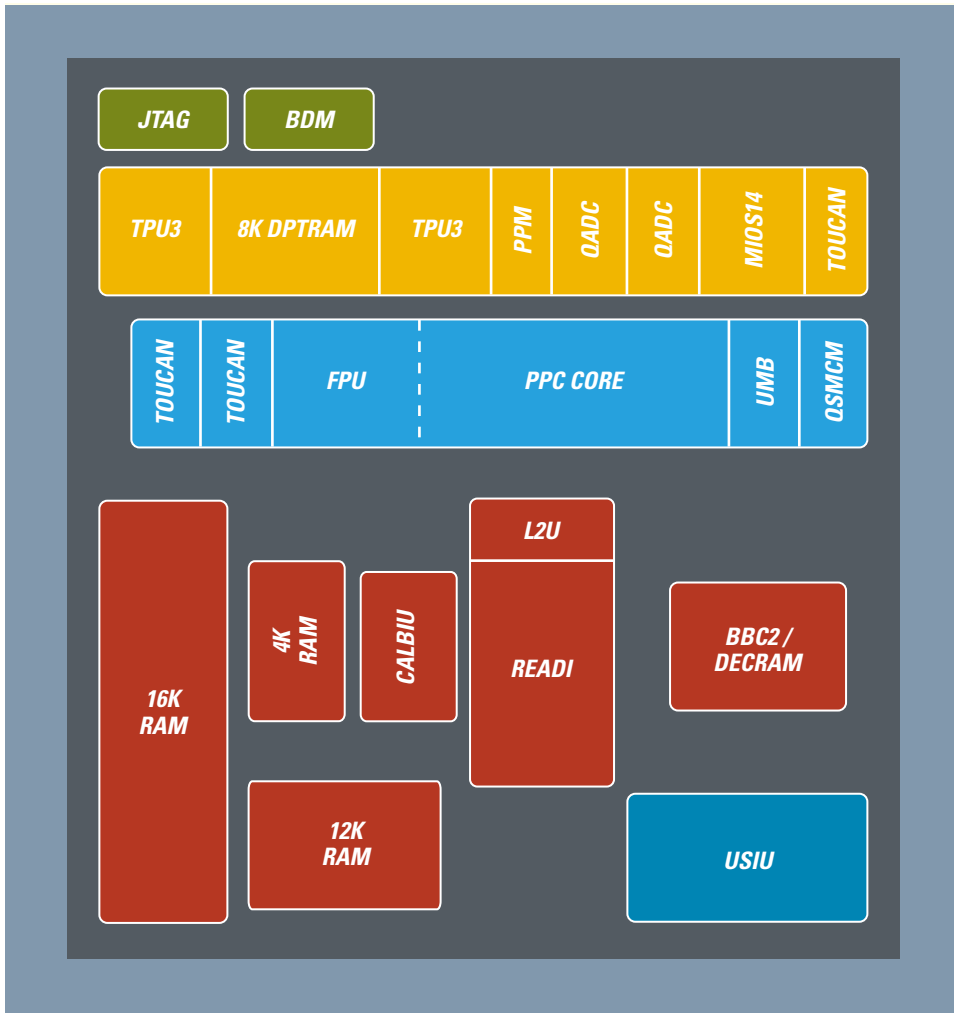 JTAG
BDM
TPU3
8K DPTRAM
TPU3
PPM
QADC
QADC
MIOS14
TOUCAN
TOUCAN
TOUCAN
FPU
PPC CORE
UMB
QSMCM
16K
RAM
4K
RAM
CALBIU
L2U
READI
BBC2 /
DECRAM
12K
RAM
USIU